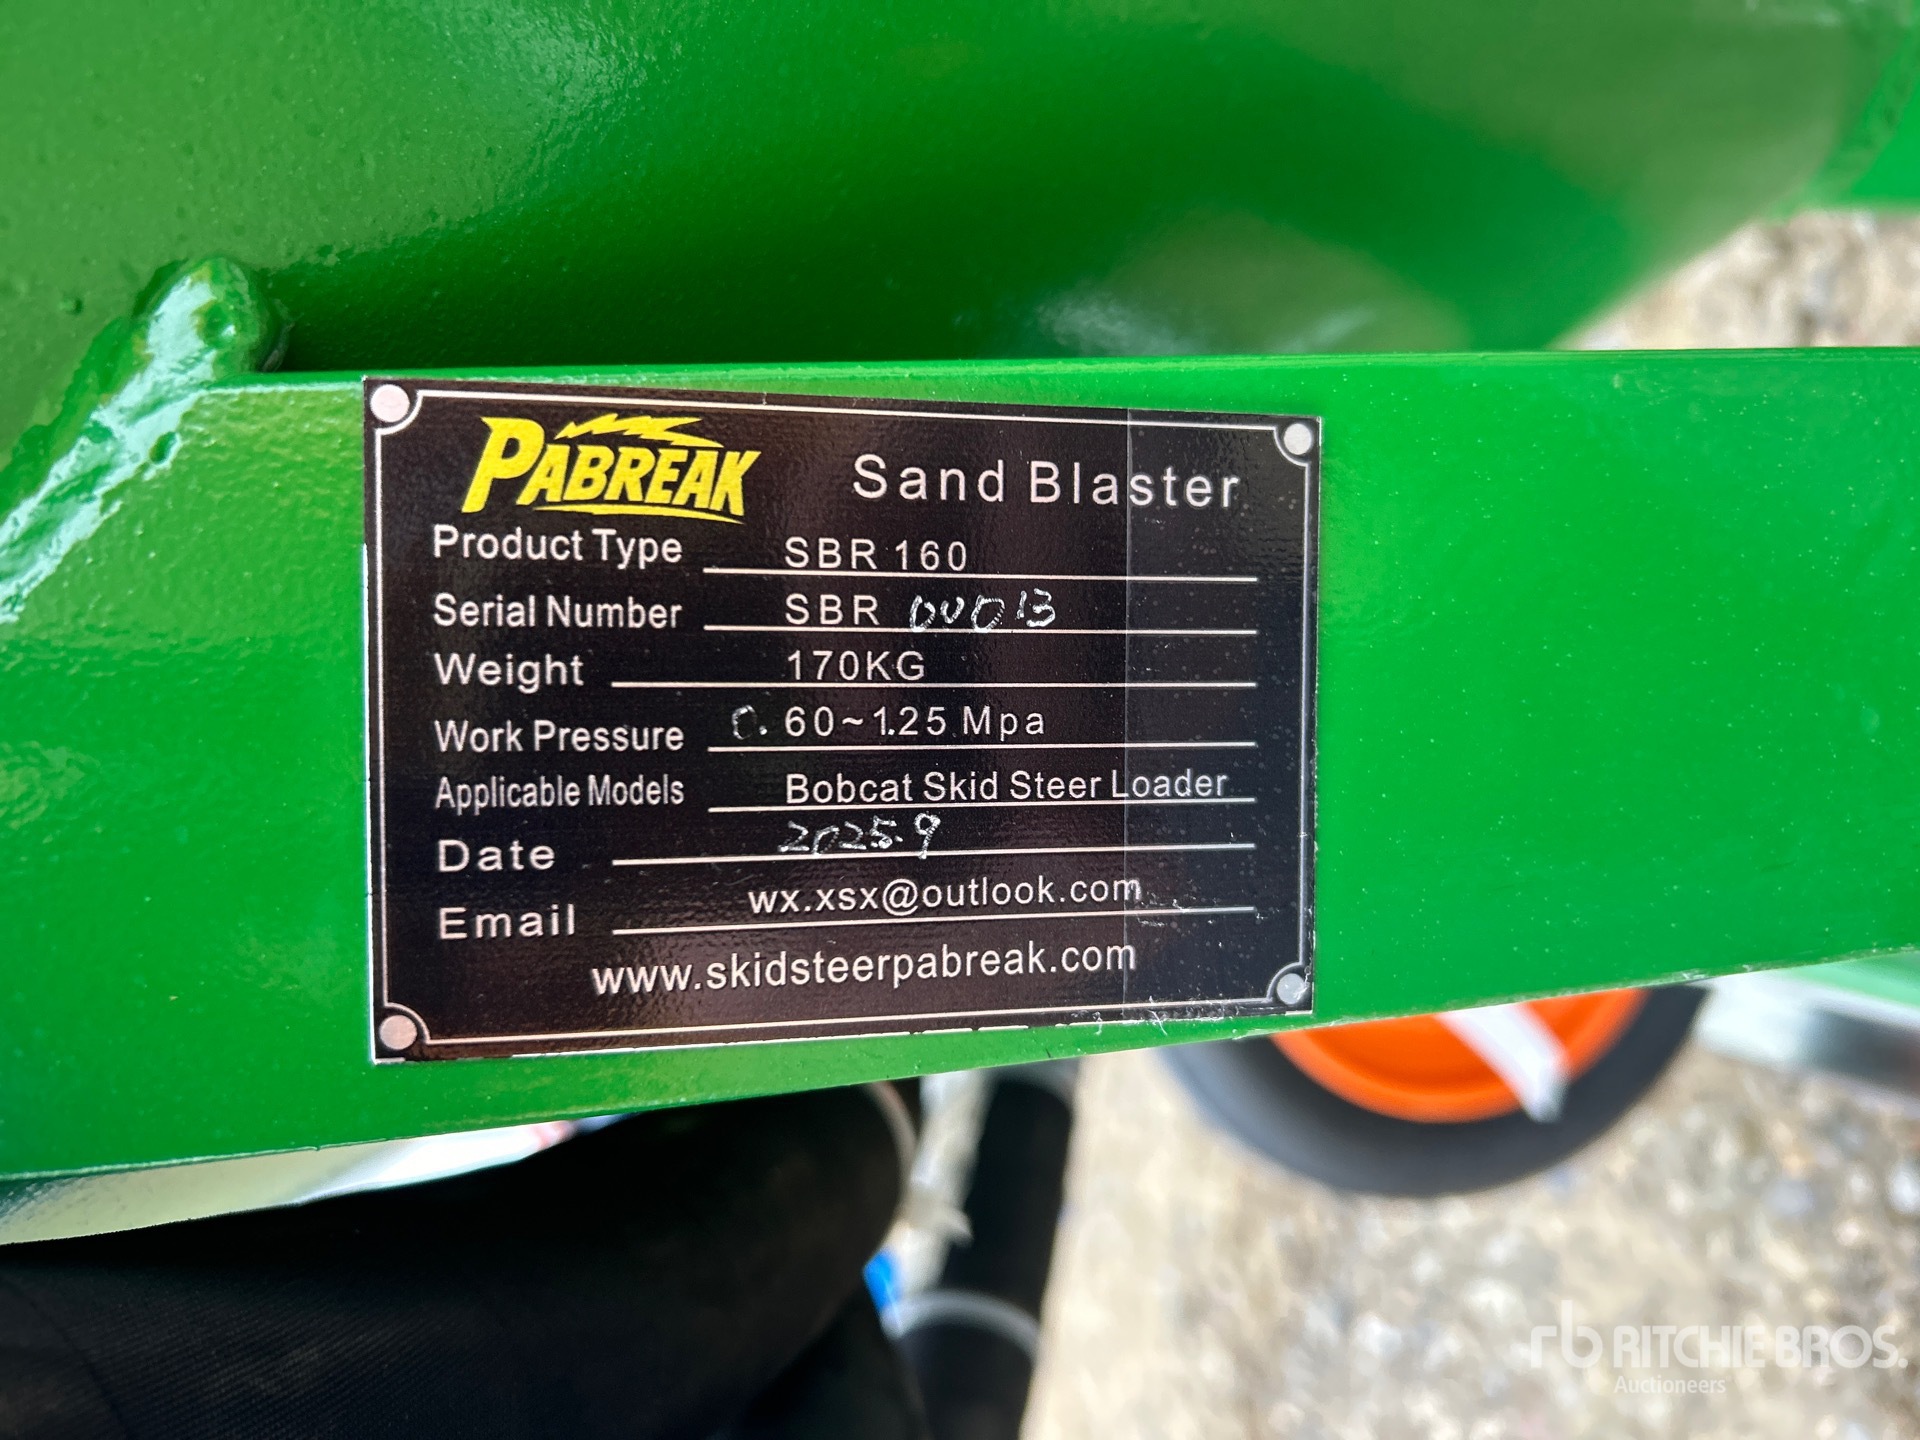 PABREAK Sand Blaster
Product Type SBR 160
Serial Number SBR 00013
Weight 170KG
Work Pressure 0.60~1.25 Mpa
Applicable Models Bobcat Skid Steer Loader
Date 2025.9
Email wx.xsx@outlook.com
www.skidsteerpabreak.com
rb RITCHIE BROS.
Auctioneers